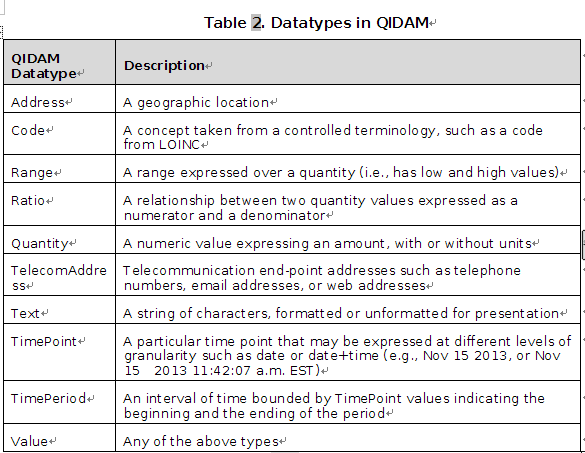 Table 2. Datatypes in QIDAM
QIDAM
Datatype
Description
Address
A geographic location
Code
A concept taken from a controlled terminology, such as a code
from LOINC
Range
A range expressed over a quantity (i.e., has low and high values)
Ratio
A relationship between two quantity values expressed as a
numerator and a denominator
Quantity
A numeric value expressing an amount, with or without units
TelecomAddre
ss
Telecommunication end-point addresses such as telephone
numbers, email addresses, or web addresses
Text
A string of characters, formatted or unformatted for presentation
TimePoint
A particular time point that may be expressed at different levels of
granularity such as date or date+time (e.g., Nov 15 2013, or Nov
15 2013 11:42:07 a.m. EST)
TimePeriod
An interval of time bounded by TimePoint values indicating the
beginning and the ending of the period
Value
Any of the above types